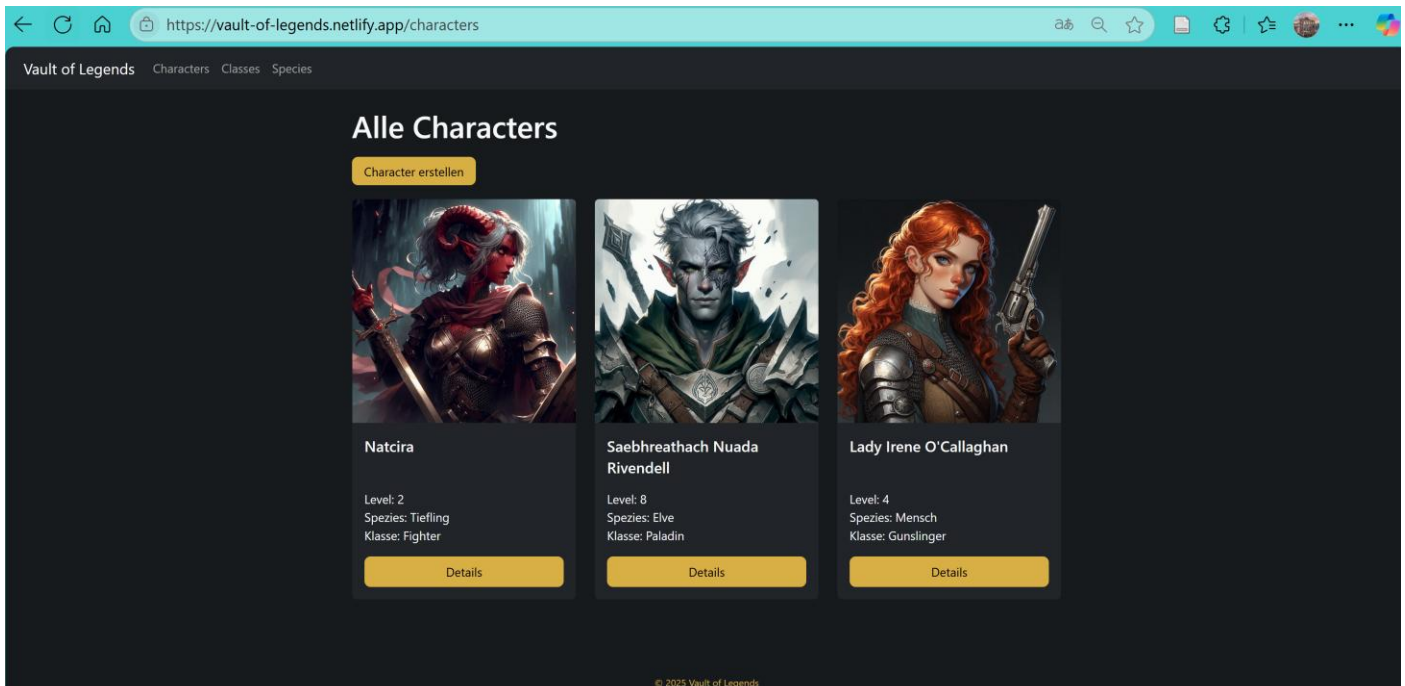 https://vault-of-legends.netlify.app/characters
Vault of Legends Characters Classes Species
Alle Characters
Character erstellen
Natcira
Level: 2
Spezies: Tiefling
Klasse: Fighter
Details
Saebhreathach Nuada
Rivendell
Level: 8
Spezies: Elve
Klasse: Paladin
Details
Lady Irene O'Callaghan
Level: 4
Spezies: Mensch
Klasse: Gunslinger
Details
© 2025 Vault of Legends